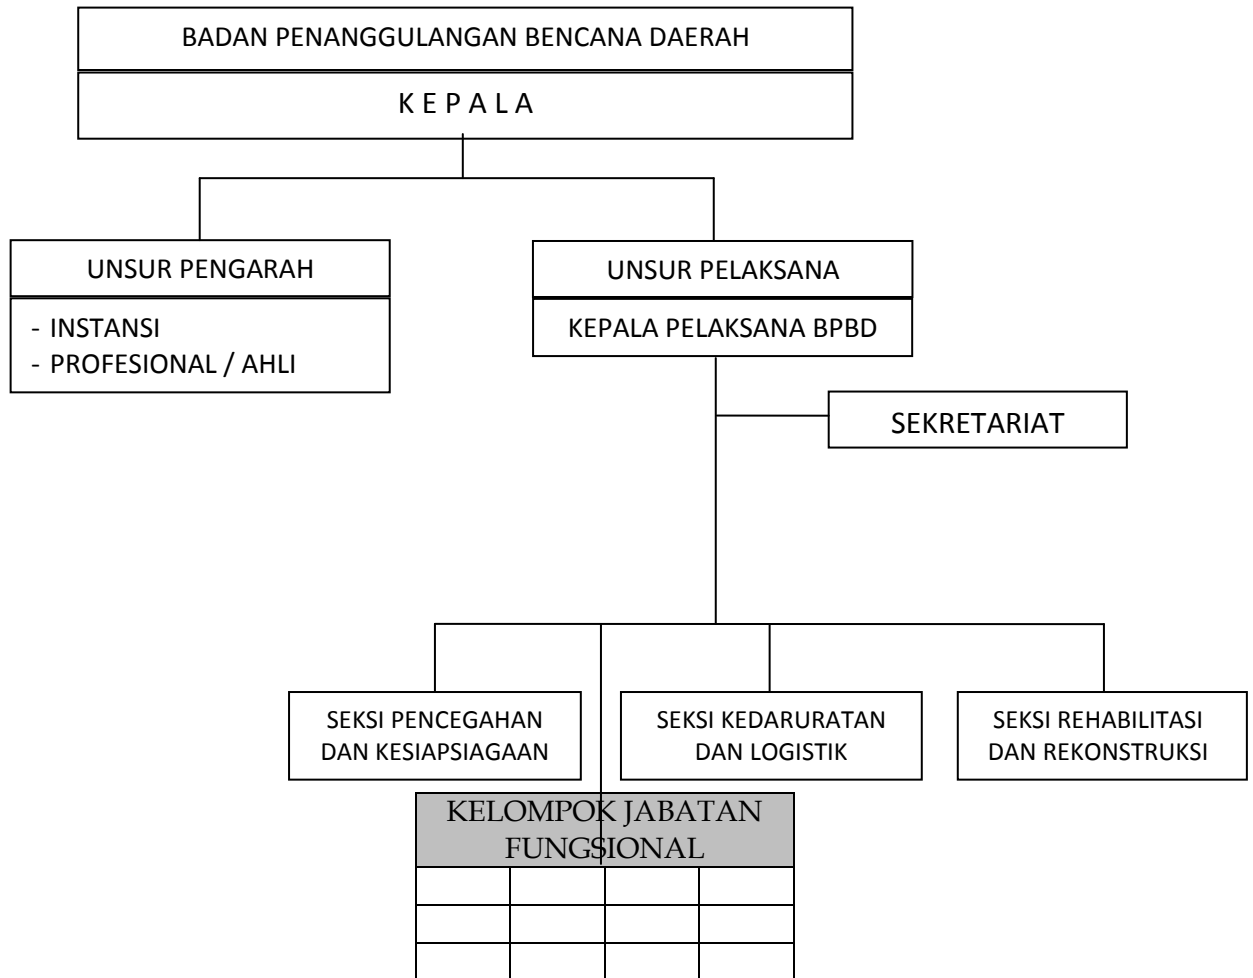 BADAN PENANGGULANGAN BENCANA DAERAH
K E P A L A
UNSUR PENGARAH
- INSTANSI
- PROFESIONAL / AHLI
UNSUR PELAKSANA
KEPALA PELAKSANA BPBD
SEKRETARIAT
SEKSI PENCEGAHAN
DAN KESIAPSIAGAAN
SEKSI KEDARURATAN
DAN LOGISTIK
SEKSI REHABILITASI
DAN REKONSTRUKSI
KELOMPOK JABATAN
FUNGSIONAL